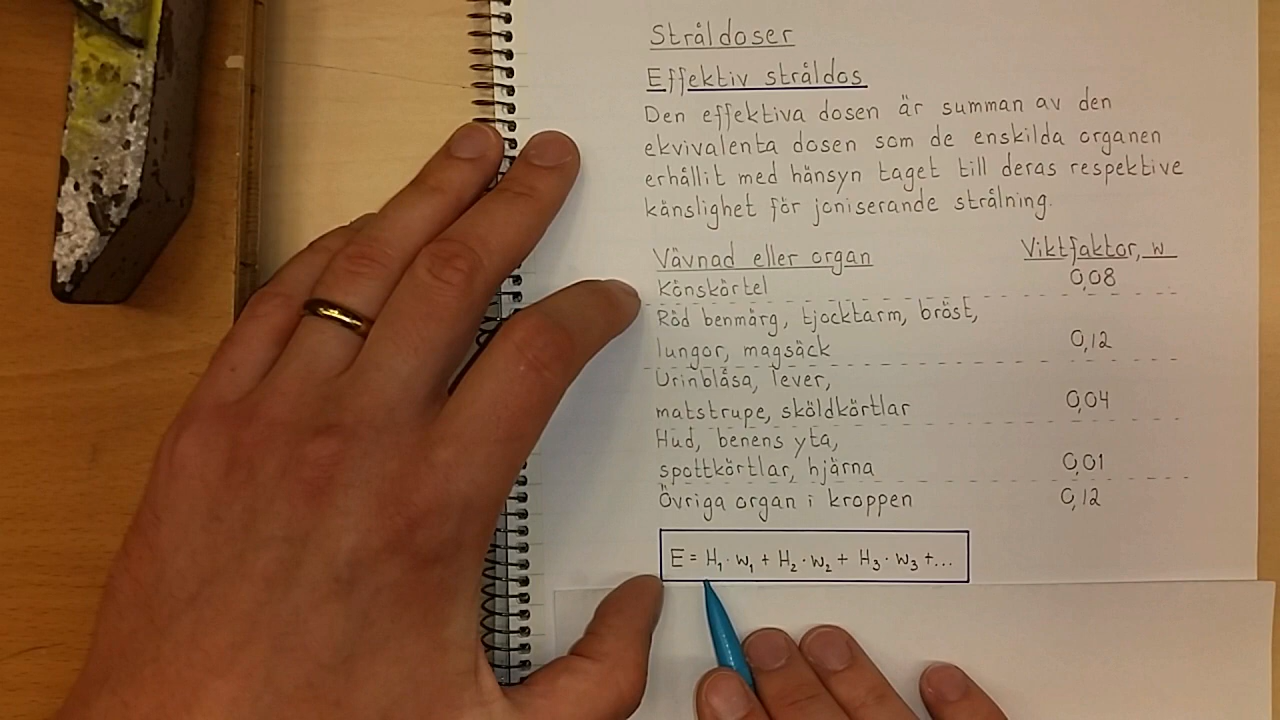 Stråldoser
Effektiv stråldos
Den effektiva dosen är summan av den
ekvivalenta dosen som de enskilda organen
erhållit med hänsyn taget till deras respektive
känslighet för joniserande strålning.
Vävnad eller organ Viktfaktor, w
Könskörtel 0,08
Röd benmärg, tjocktarm, bröst,
lungor, magsäck 0,12
Urinblåsa, lever,
matstrupe, sköldkörtlar 0,04
Hud, benens yta,
spottkörtlar, hjärna 0,01
Övriga organ i kroppen 0,12
E = H₁ · w₁ + H₂ · w₂ + H₃ · w₃ + ...